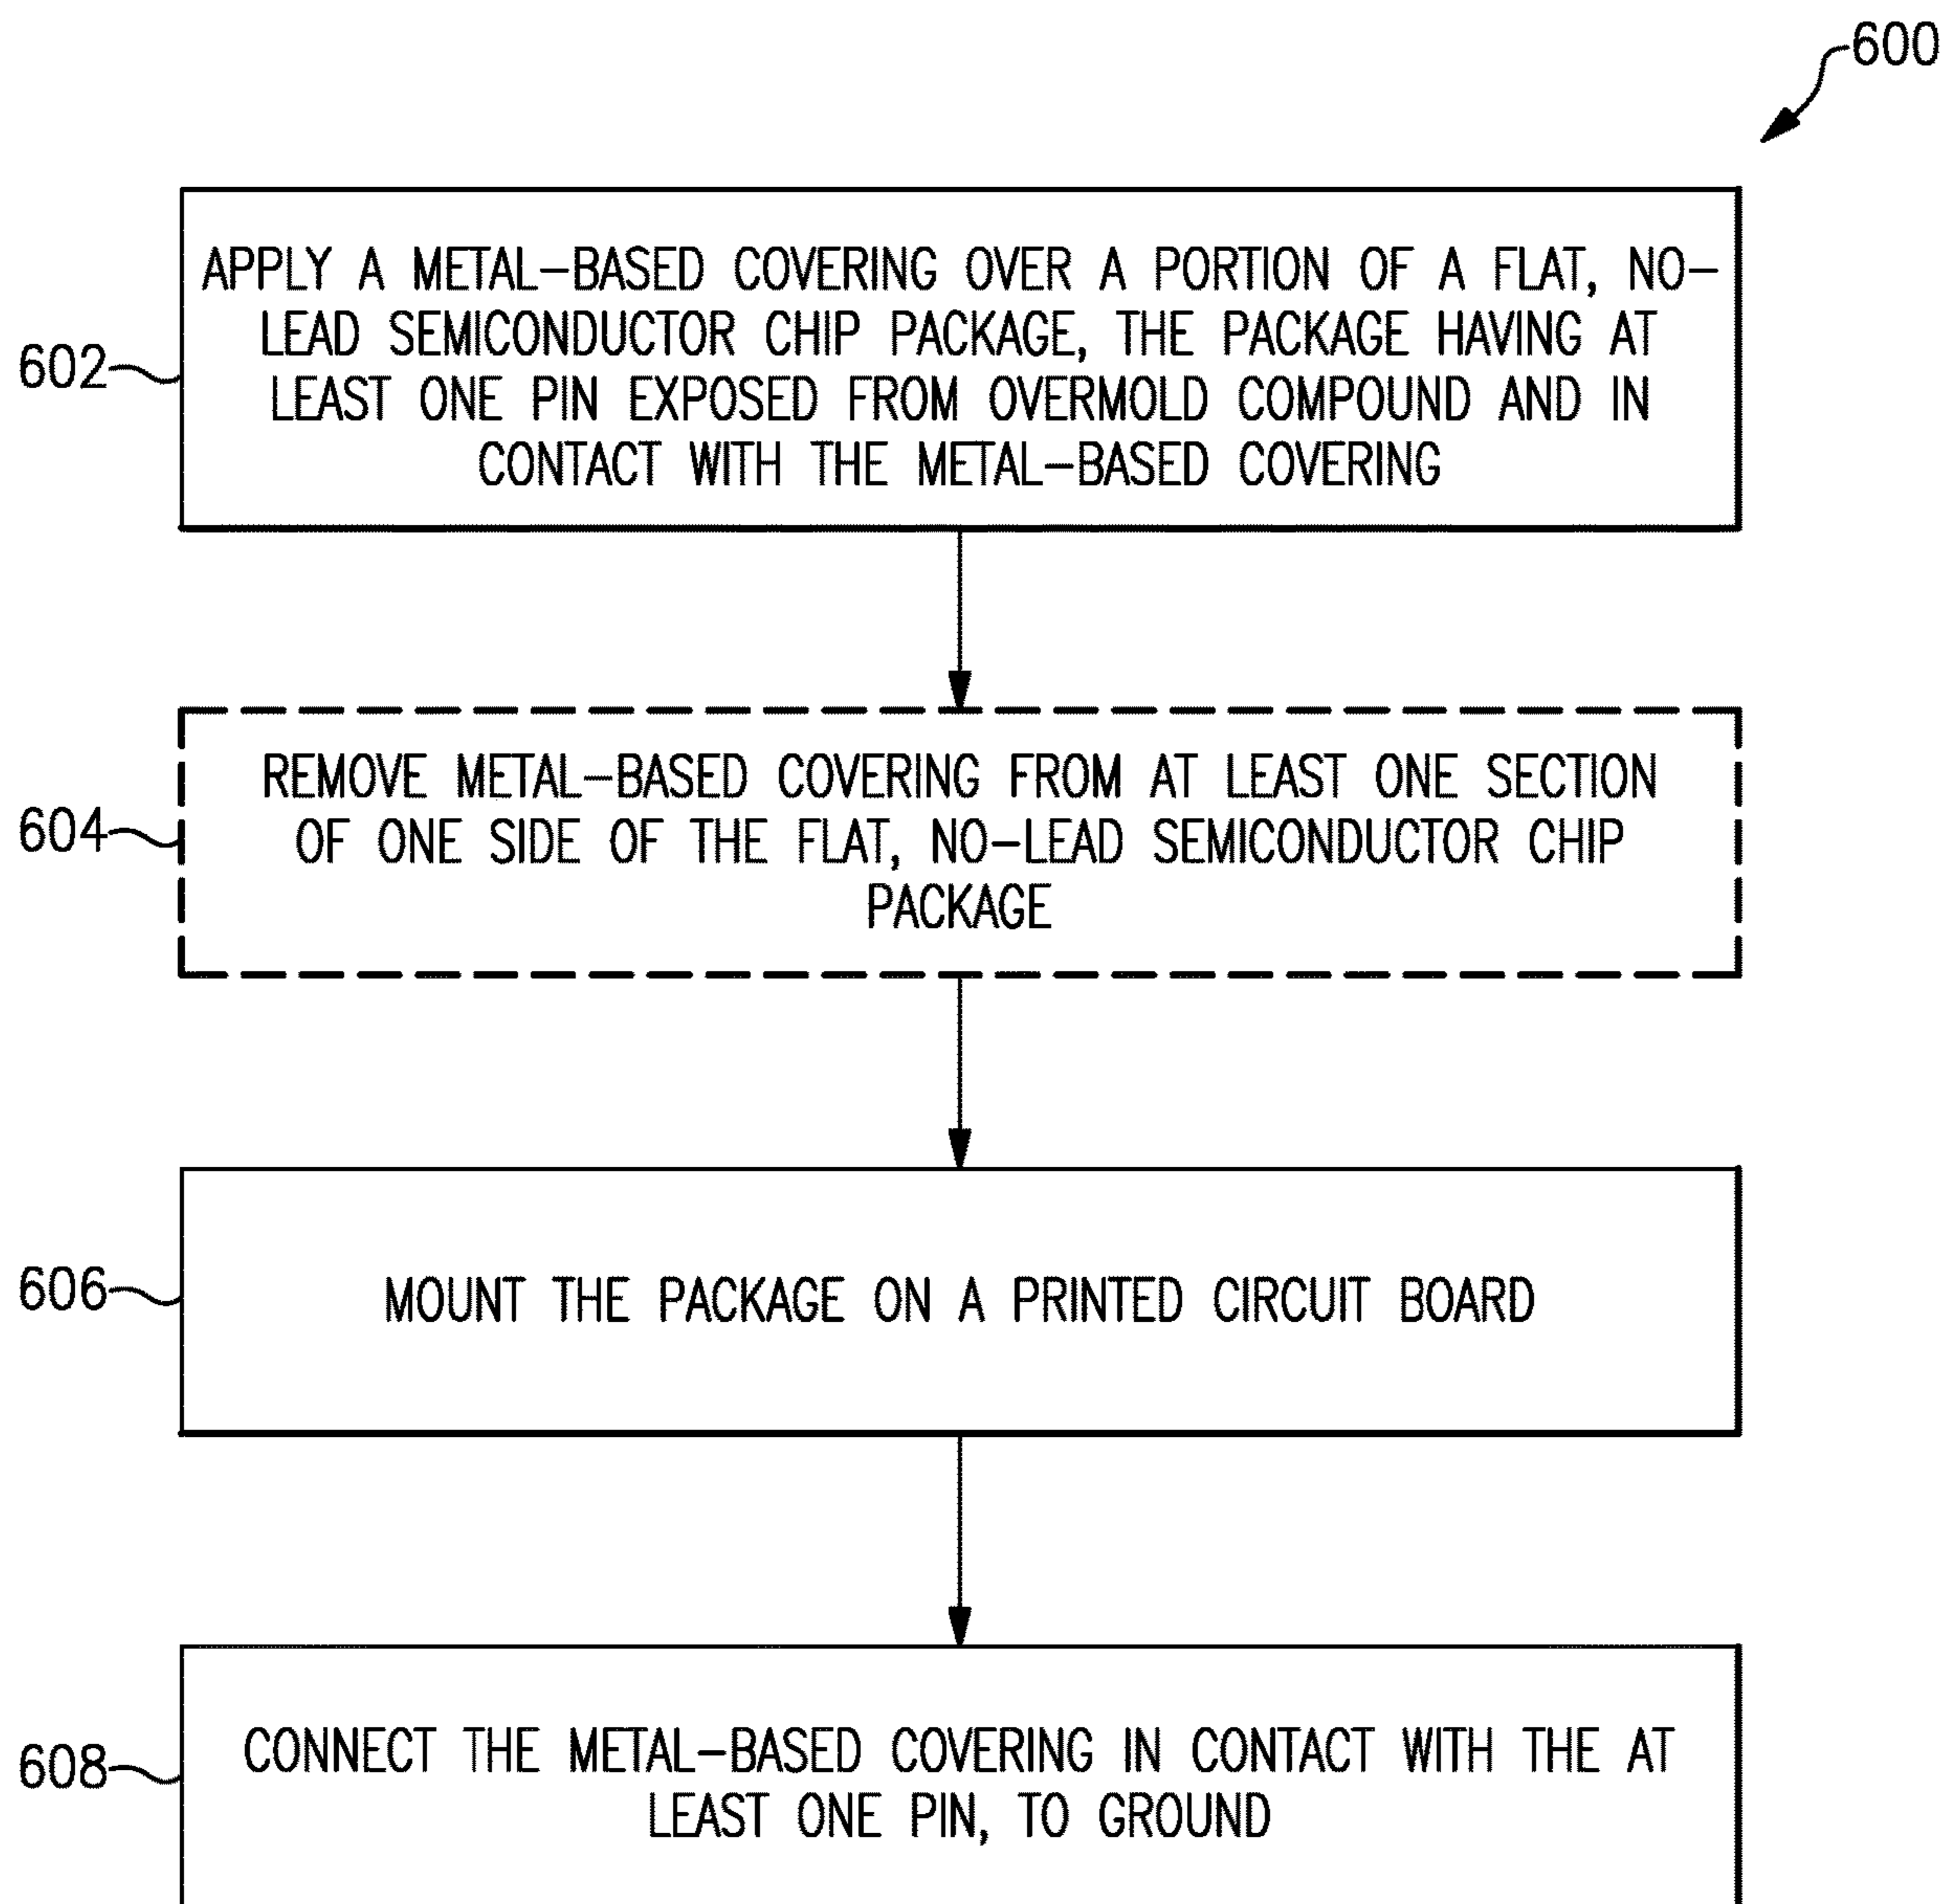 600
APPLY A METAL-BASED COVERING OVER A PORTION OF A FLAT, NO-
LEAD SEMICONDUCTOR CHIP PACKAGE, THE PACKAGE HAVING AT
602
LEAST ONE PIN EXPOSED FROM OVERMOLD COMPOUND AND IN
CONTACT WITH THE METAL-BASED COVERING
REMOVE METAL-BASED COVERING FROM AT LEAST ONE SECTION
604
OF ONE SIDE OF THE FLAT, NO-LEAD SEMICONDUCTOR CHIP
PACKAGE
606
MOUNT THE PACKAGE ON A PRINTED CIRCUIT BOARD
608
CONNECT THE METAL-BASED COVERING IN CONTACT WITH THE AT
LEAST ONE PIN, TO GROUND